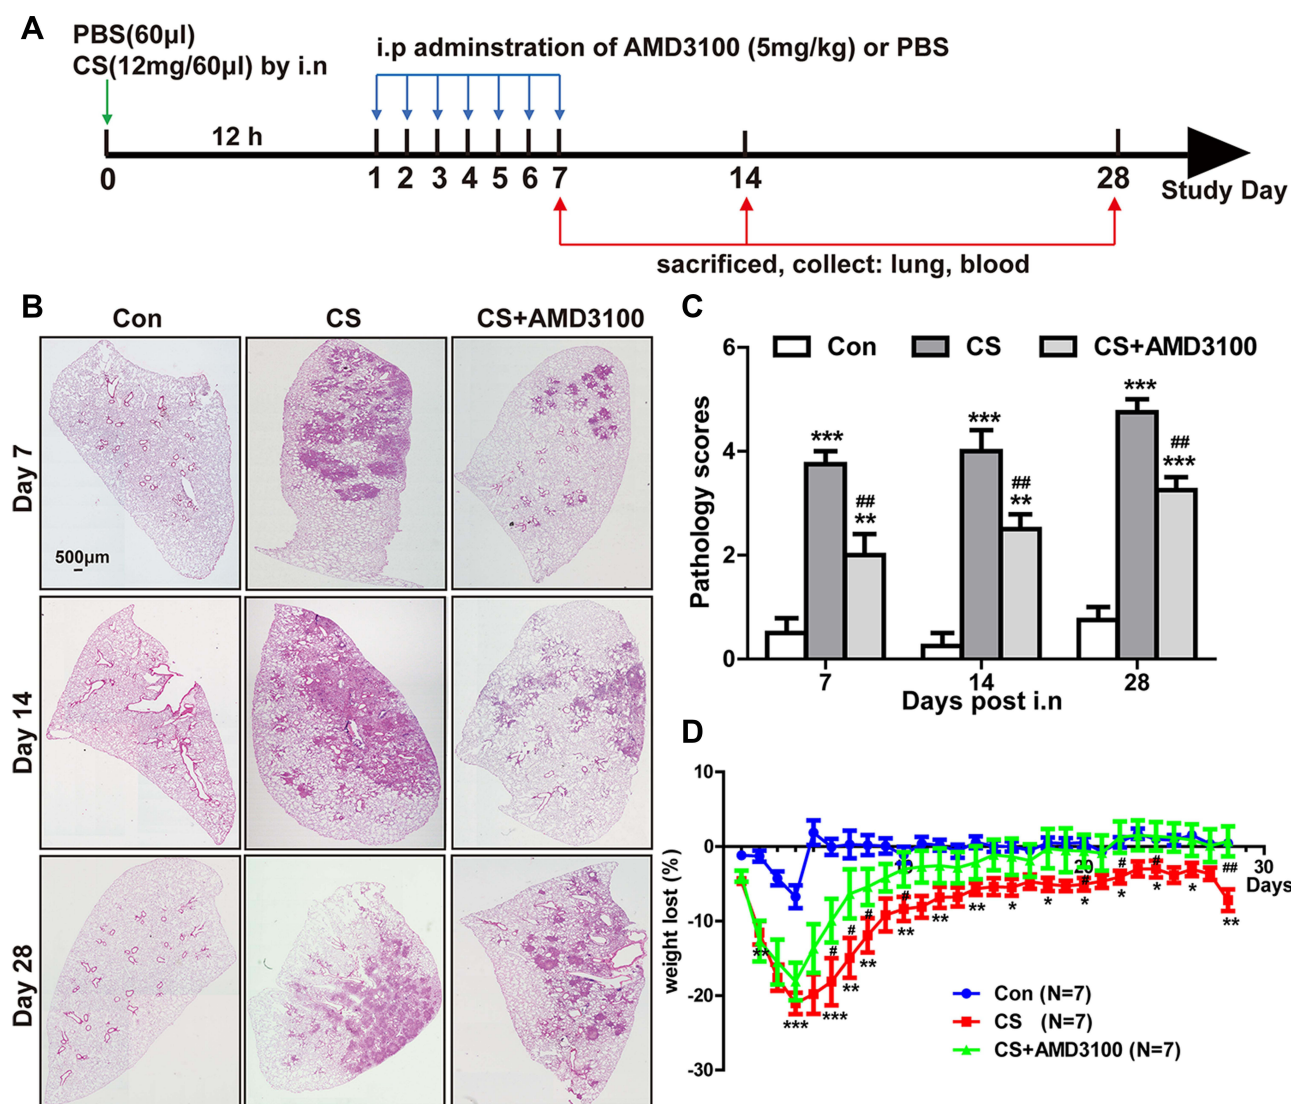 A
PBS(60μl)
CS(12mg/60μl) by i.n
i.p adminstration of AMD3100 (5mg/kg) or PBS
12 h
0 1 2 3 4 5 6 7 14 28
Study Day
sacrificed, collect: lung, blood
B
Con CS CS+AMD3100
Day 7
500μm
Day 14
Day 28
C
Con CS CS+AMD3100
Pathology scores
6
4
2
0
*** *** ***
## ## ##
** ** ***
7 14 28
Days post i.n
D
weight lost (%)
10
0
-10
-20
-30
10 20 30
Days
# # # # # # # ##
** *** *** ** ** ** ** ** * * * * * * **
Con (N=7)
CS (N=7)
CS+AMD3100 (N=7)